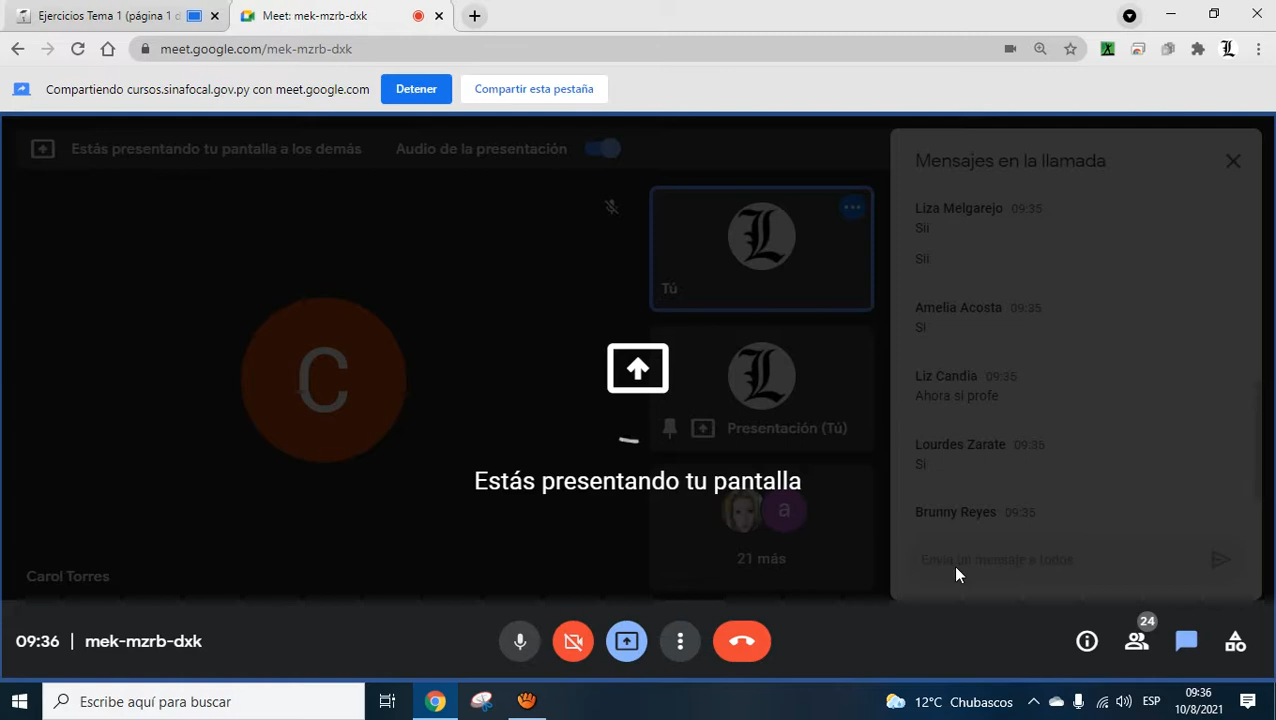 Ejercicios Tema 1 (página 1 d
Meet: mek-mzrb-dxk
meet.google.com/mek-mzrb-dxk
Compartiendo cursos.sinafocal.gov.py con meet.google.com
Detener
Compartir esta pestaña
Estás presentando tu pantalla a los demás
Audio de la presentación
Mensajes en la llamada
Liza Melgarejo 09:35
Sii
Sii
Amelia Acosta 09:35
Si
Liz Candia 09:35
Ahora si profe
Lourdes Zarate 09:35
Si
Brunny Reyes 09:35
Enviar un mensaje a todos
L
Tú
L
Presentación (Tú)
a
21 más
C
Carol Torres
Estás presentando tu pantalla
09:36 | mek-mzrb-dxk
24
Escribe aquí para buscar
12°C Chubascos
ESP
09:36
10/8/2021